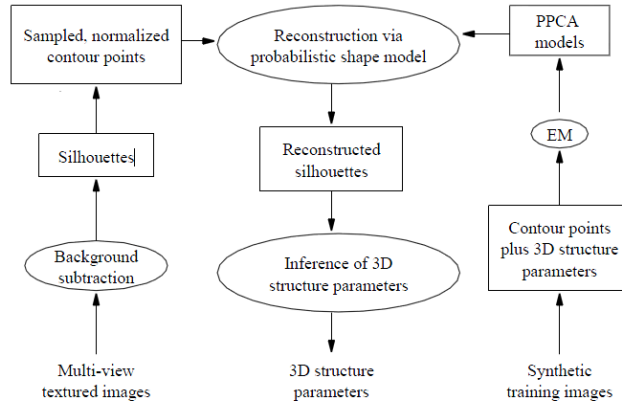 Sampled, normalized
contour points
Reconstruction via
probabilistic shape model
PPCA
models
Silhouettes
Reconstructed
silhouettes
EM
Background
subtraction
Inference of 3D
structure parameters
Contour points
plus 3D structure
parameters
Multi-view
textured images
3D structure
parameters
Synthetic
training images